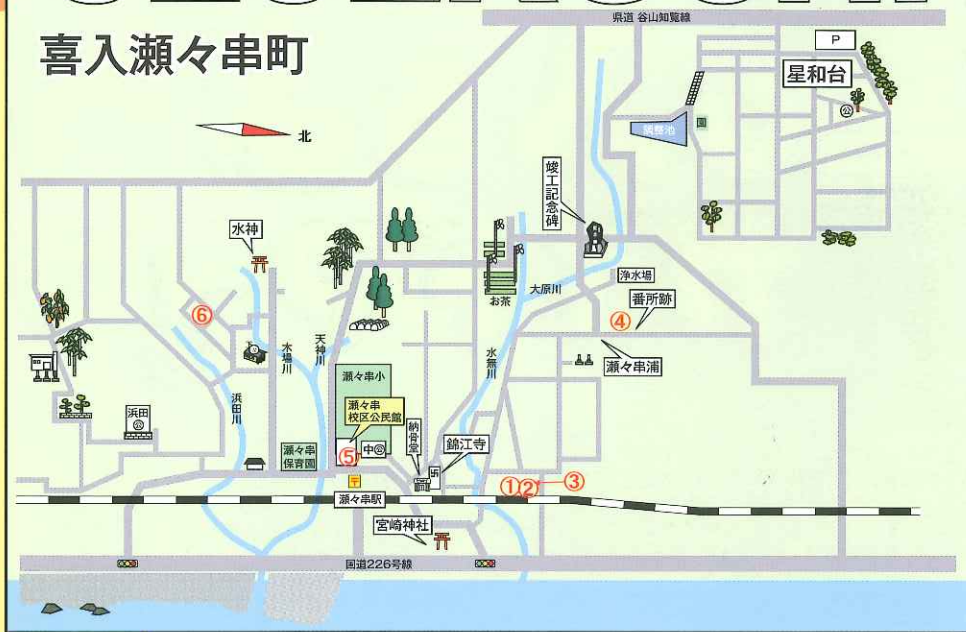 県道 谷山知覧線
喜入瀬々串町
P
星和台
公
園
調整池
北
竣工記念碑
水神
浄水場
お茶
大原川
番所跡
⑥
④
木場川
天神川
水無川
瀬々串浦
瀬々串小
浜田川
浜田
公
瀬々串
校区公民館
瀬々串
保育園
⑤
中公
納骨堂
卍
錦江寺
〒
①②
③
瀬々串駅
宮崎神社
国道226号線